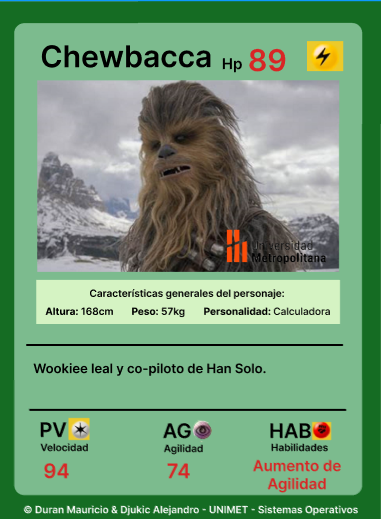 Chewbacca Hp 89
Universidad
Metropolitana
Características generales del personaje:
Altura: 168cm Peso: 57kg Personalidad: Calculadora
Wookiee leal y co-piloto de Han Solo.
PV AG HAB
Velocidad Agilidad Habilidades
94 74 Aumento de
Agilidad
© Duran Mauricio & Djukic Alejandro - UNIMET - Sistemas Operativos